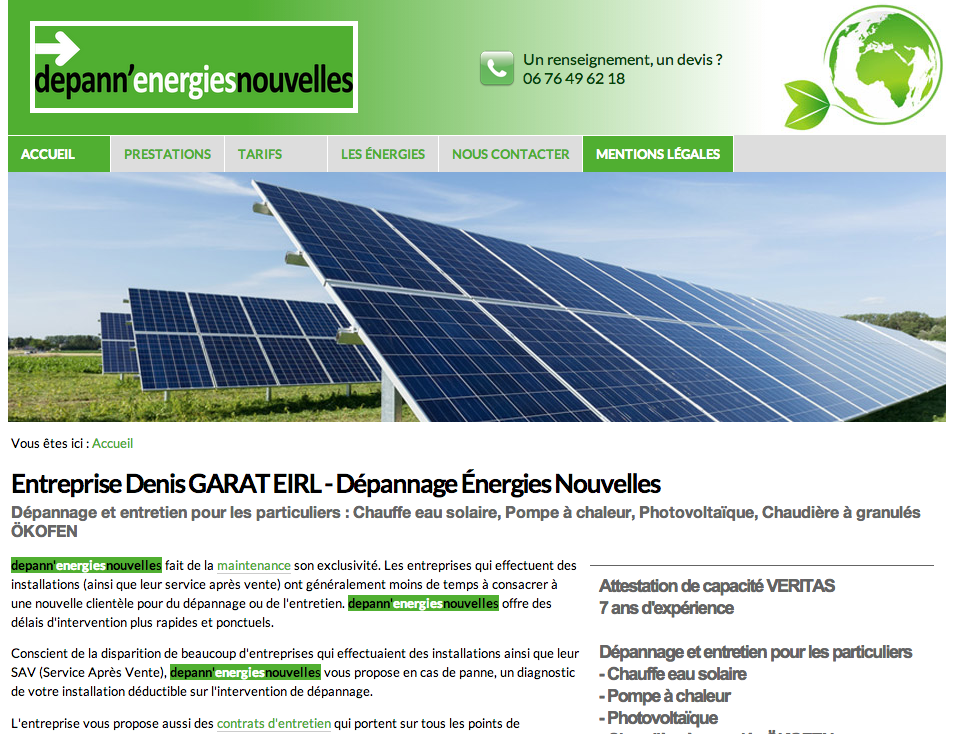 depann'energiesnouvelles
Un renseignement, un devis ?
06 76 49 62 18
ACCUEIL
PRESTATIONS
TARIFS
LES ÉNERGIES
NOUS CONTACTER
MENTIONS LÉGALES
Vous êtes ici : Accueil
Entreprise Denis GARAT EIRL - Dépannage Énergies Nouvelles
Dépannage et entretien pour les particuliers : Chauffe eau solaire, Pompe à chaleur, Photovoltaïque, Chaudière à granulés
ÖKOFEN
depann'energiesnouvelles fait de la maintenance son exclusivité. Les entreprises qui effectuent des
installations (ainsi que leur service après vente) ont généralement moins de temps à consacrer à
une nouvelle clientèle pour du dépannage ou de l'entretien. depann'energiesnouvelles offre des
délais d'intervention plus rapides et ponctuels.
Conscient de la disparition de beaucoup d'entreprises qui effectuaient des installations ainsi que leur
SAV (Service Après Vente), depann'energiesnouvelles vous propose en cas de panne, un diagnostic
de votre installation déductible sur l'intervention de dépannage.
L'entreprise vous propose aussi des contrats d'entretien qui portent sur tous les points de
Attestation de capacité VERITAS
7 ans d'expérience
Dépannage et entretien pour les particuliers
- Chauffe eau solaire
- Pompe à chaleur
- Photovoltaïque